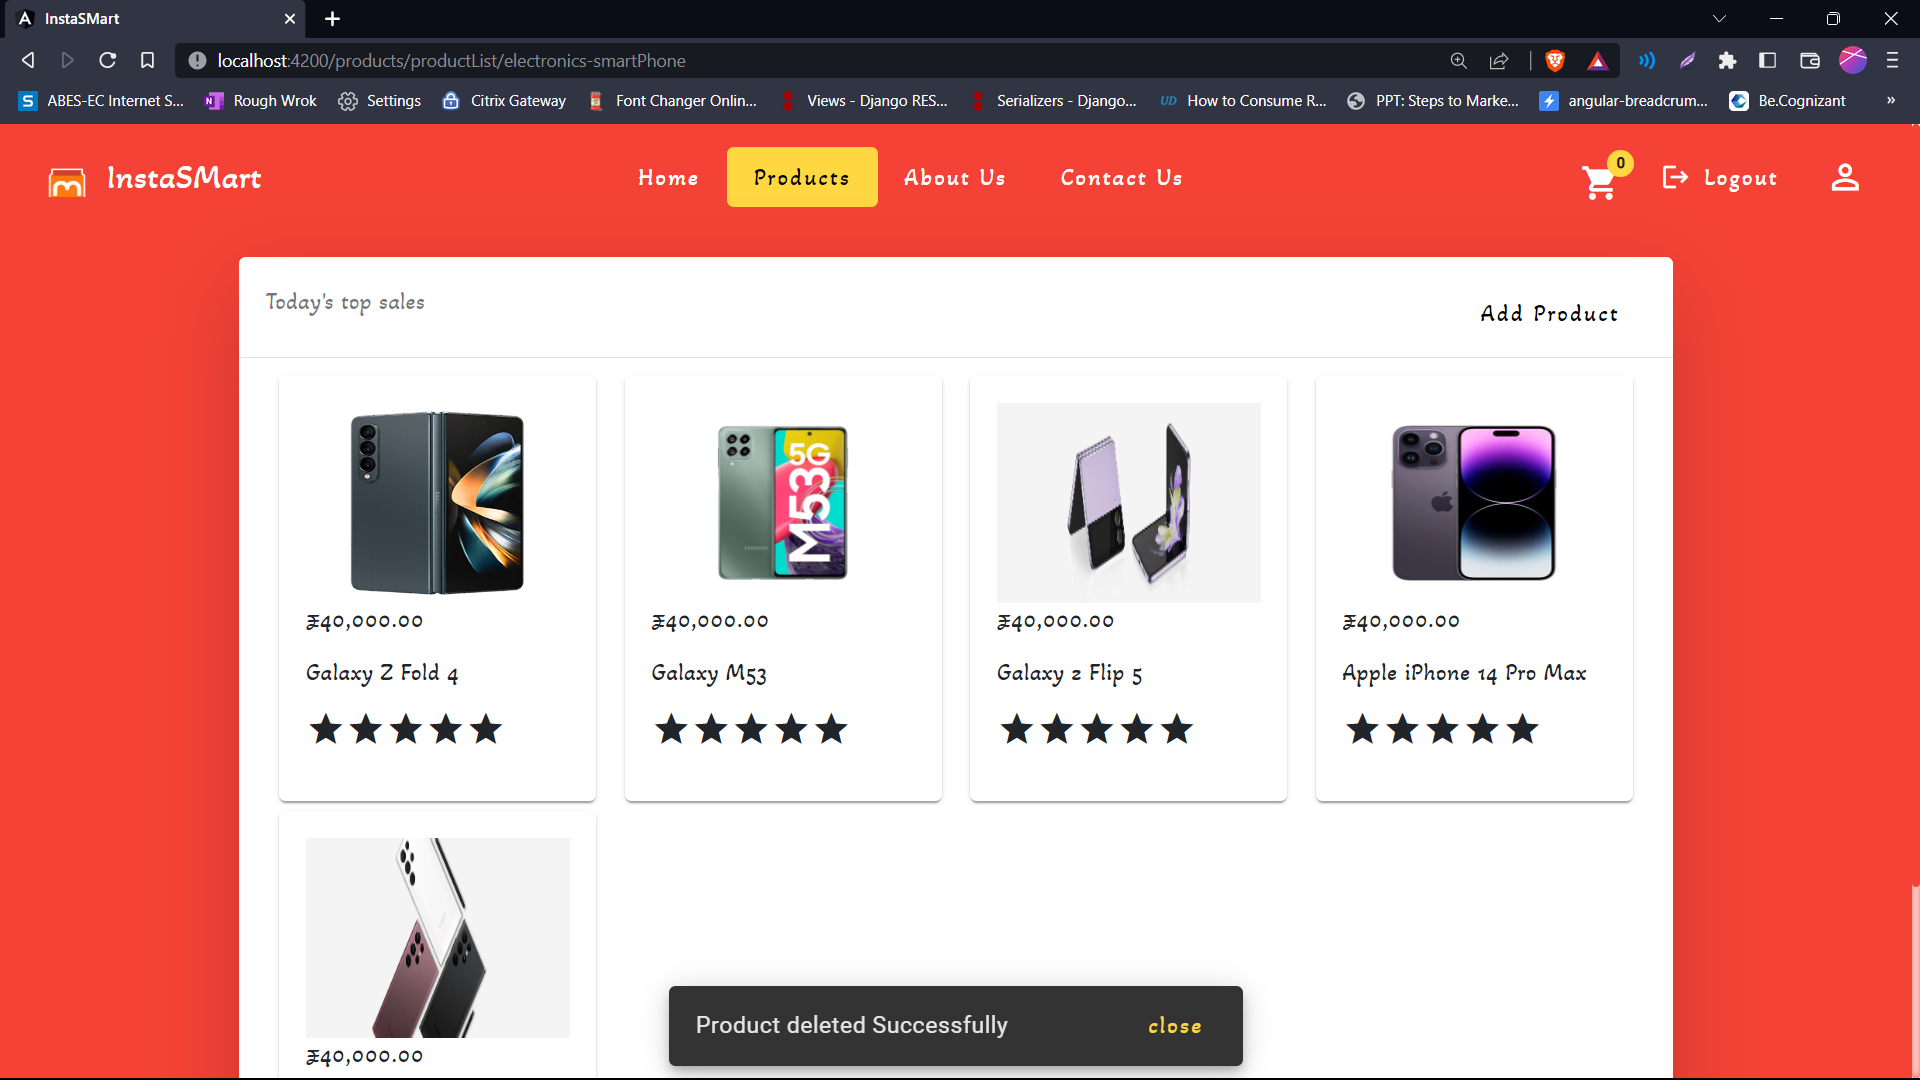 InstaSMart
localhost:4200/products/productList/electronics-smartPhone
ABES-EC Internet S... Rough Wrok Settings Citrix Gateway Font Changer Onlin... Views - Django RES... Serializers - Django... UD How to Consume R... PPT: Steps to Marke... angular-breadcrum... Be.Cognizant »
InstaSMart Home Products About Us Contact Us 0 Logout
Today's top sales
Add Product
5G
M53
SAMSUNG
₹40,000.00 ₹40,000.00 ₹40,000.00 ₹40,000.00
Galaxy Z Fold 4 Galaxy M53 Galaxy z Flip 5 Apple iPhone 14 Pro Max
Product deleted Successfully close
₹40,000.00